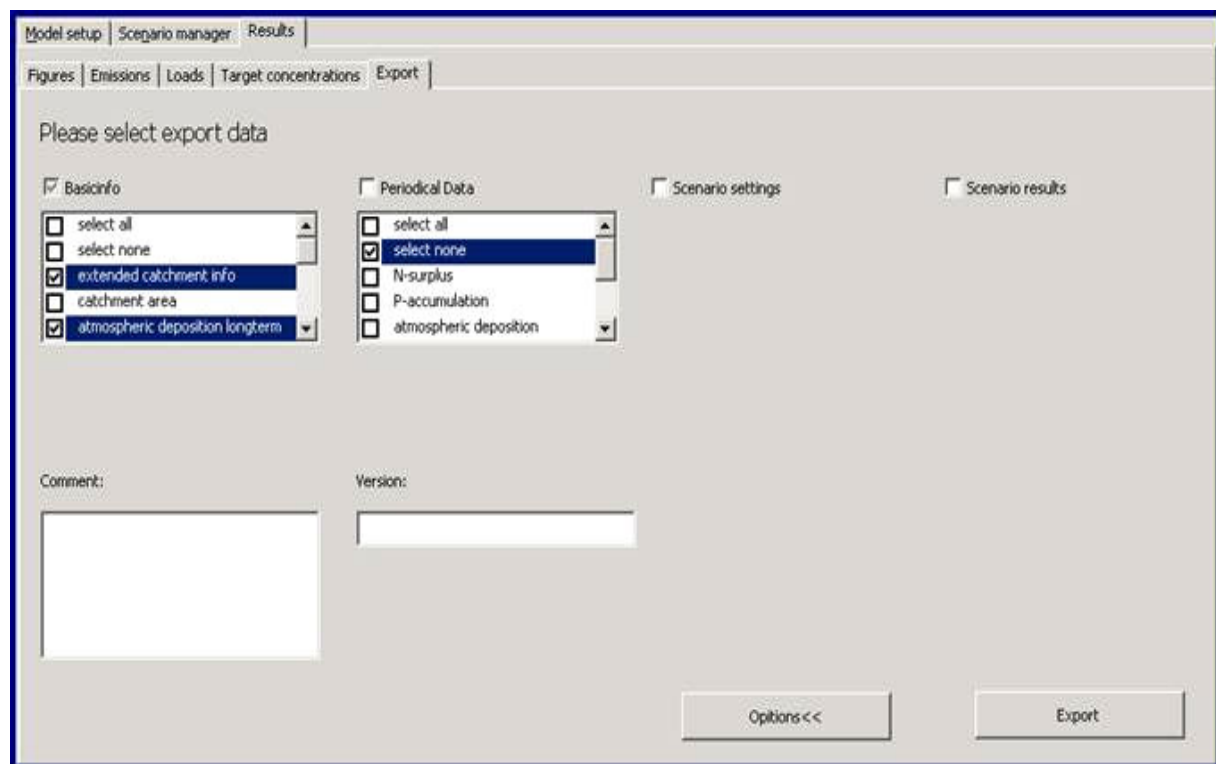 Model setup Scenario manager Results
Figures Emissions Loads Target concentrations Export
Please select export data
Basicinfo Periodical Data Scenario settings Scenario results
select all select all
select none select none
extended catchment info N-surplus
catchment area P-accumulation
atmospheric deposition longterm atmospheric deposition
Comment: Version:
Opitions<< Export